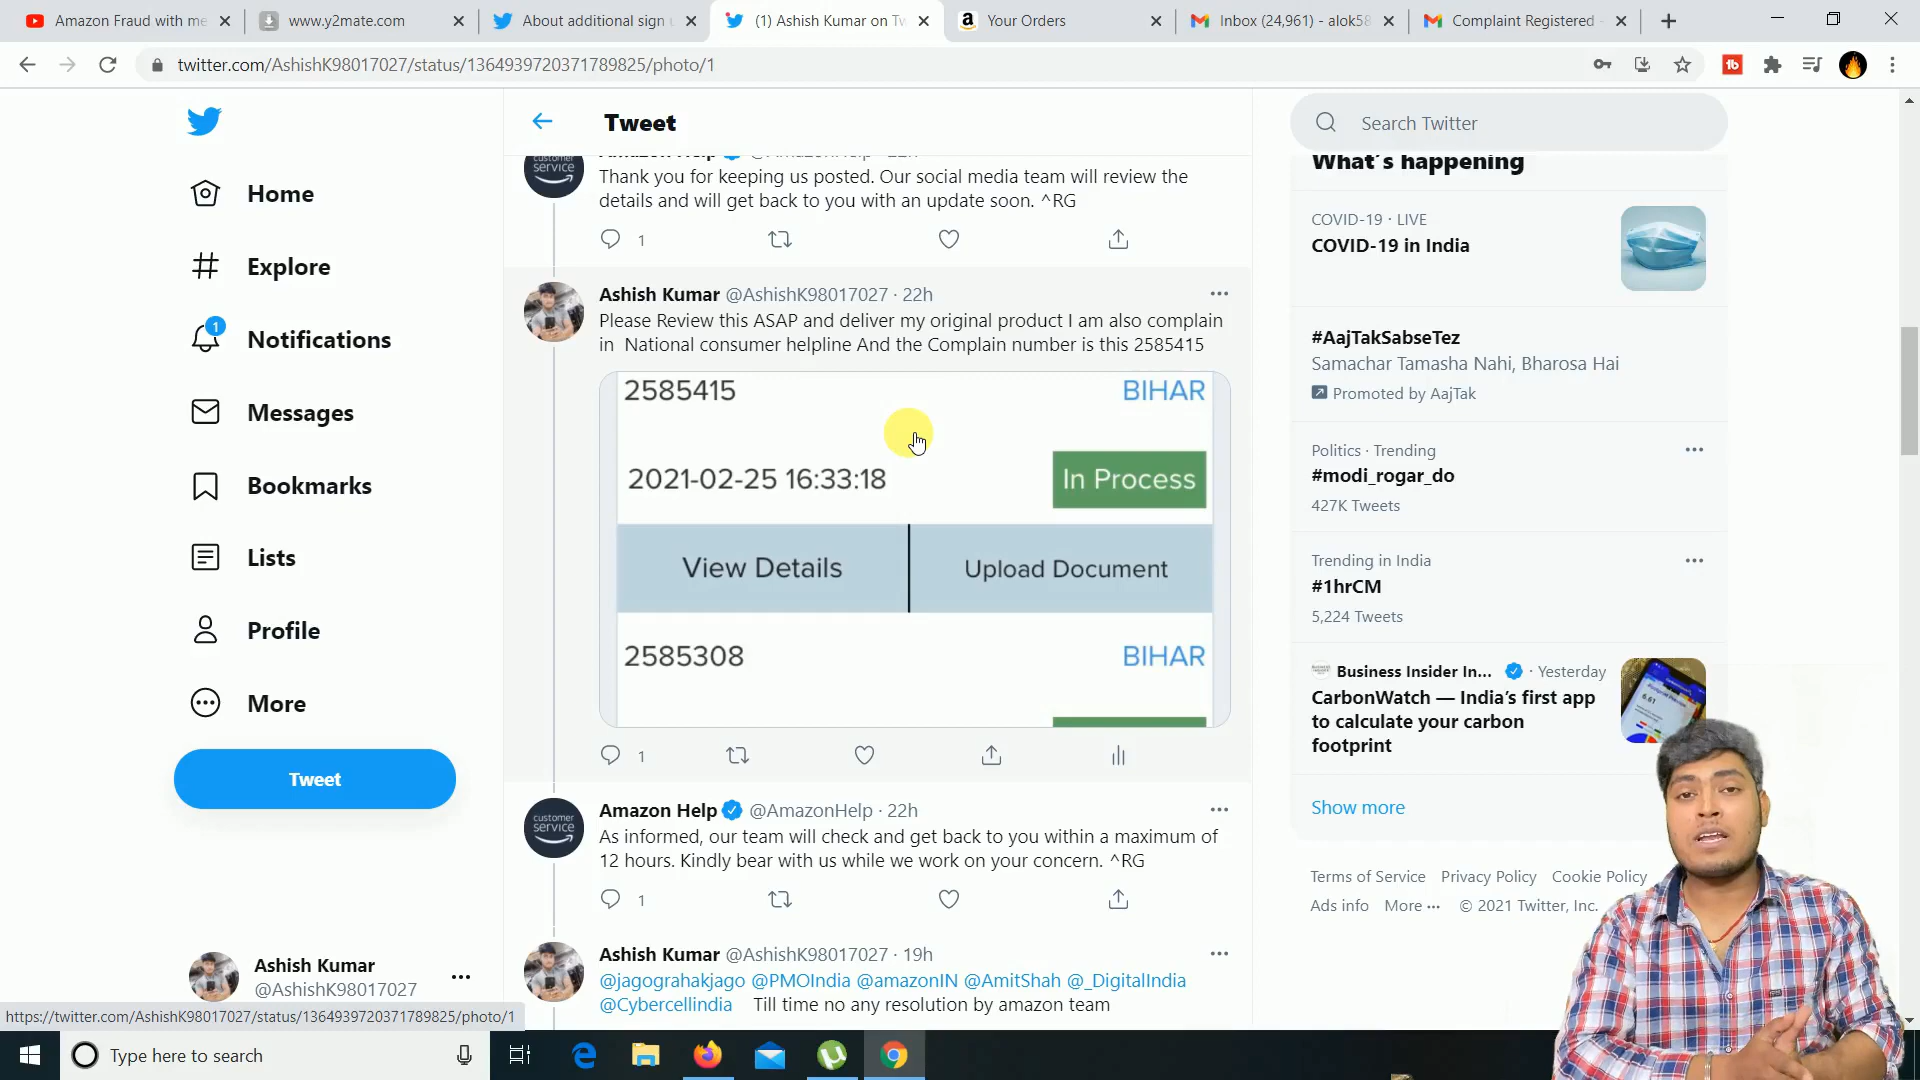 Amazon Fraud with me
www.y2mate.com
About additional sign u
(1) Ashish Kumar on Tw
Your Orders
Inbox (24,961) - alok58
Complaint Registered -
twitter.com/AshishK98017027/status/1364939720371789825/photo/1
Home
Explore
1
Notifications
Messages
Bookmarks
Lists
Profile
More
Tweet
Ashish Kumar
@AshishK98017027
https://twitter.com/AshishK98017027/status/1364939720371789825/photo/1
Tweet
customer
service
Thank you for keeping us posted. Our social media team will review the
details and will get back to you with an update soon. ^RG
1
Ashish Kumar @AshishK98017027 · 22h
Please Review this ASAP and deliver my original product I am also complain
in National consumer helpline And the Complain number is this 2585415
2585415 BIHAR
2021-02-25 16:33:18 In Process
View Details Upload Document
2585308 BIHAR
1
customer
service
Amazon Help @AmazonHelp · 22h
As informed, our team will check and get back to you within a maximum of
12 hours. Kindly bear with us while we work on your concern. ^RG
1
Ashish Kumar @AshishK98017027 · 19h
@jagograhakjago @PMOIndia @amazonIN @AmitShah @_DigitalIndia
@Cybercellindia Till time no any resolution by amazon team
Search Twitter
What's happening
COVID-19 · LIVE
COVID-19 in India
#AajTakSabseTez
Samachar Tamasha Nahi, Bharosa Hai
Promoted by AajTak
Politics · Trending
#modi_rogar_do
427K Tweets
Trending in India
#1hrCM
5,224 Tweets
Business Insider In... · Yesterday
CarbonWatch — India's first app
to calculate your carbon
footprint
Show more
Terms of Service Privacy Policy Cookie Policy
Ads info More ··· © 2021 Twitter, Inc.
Type here to search